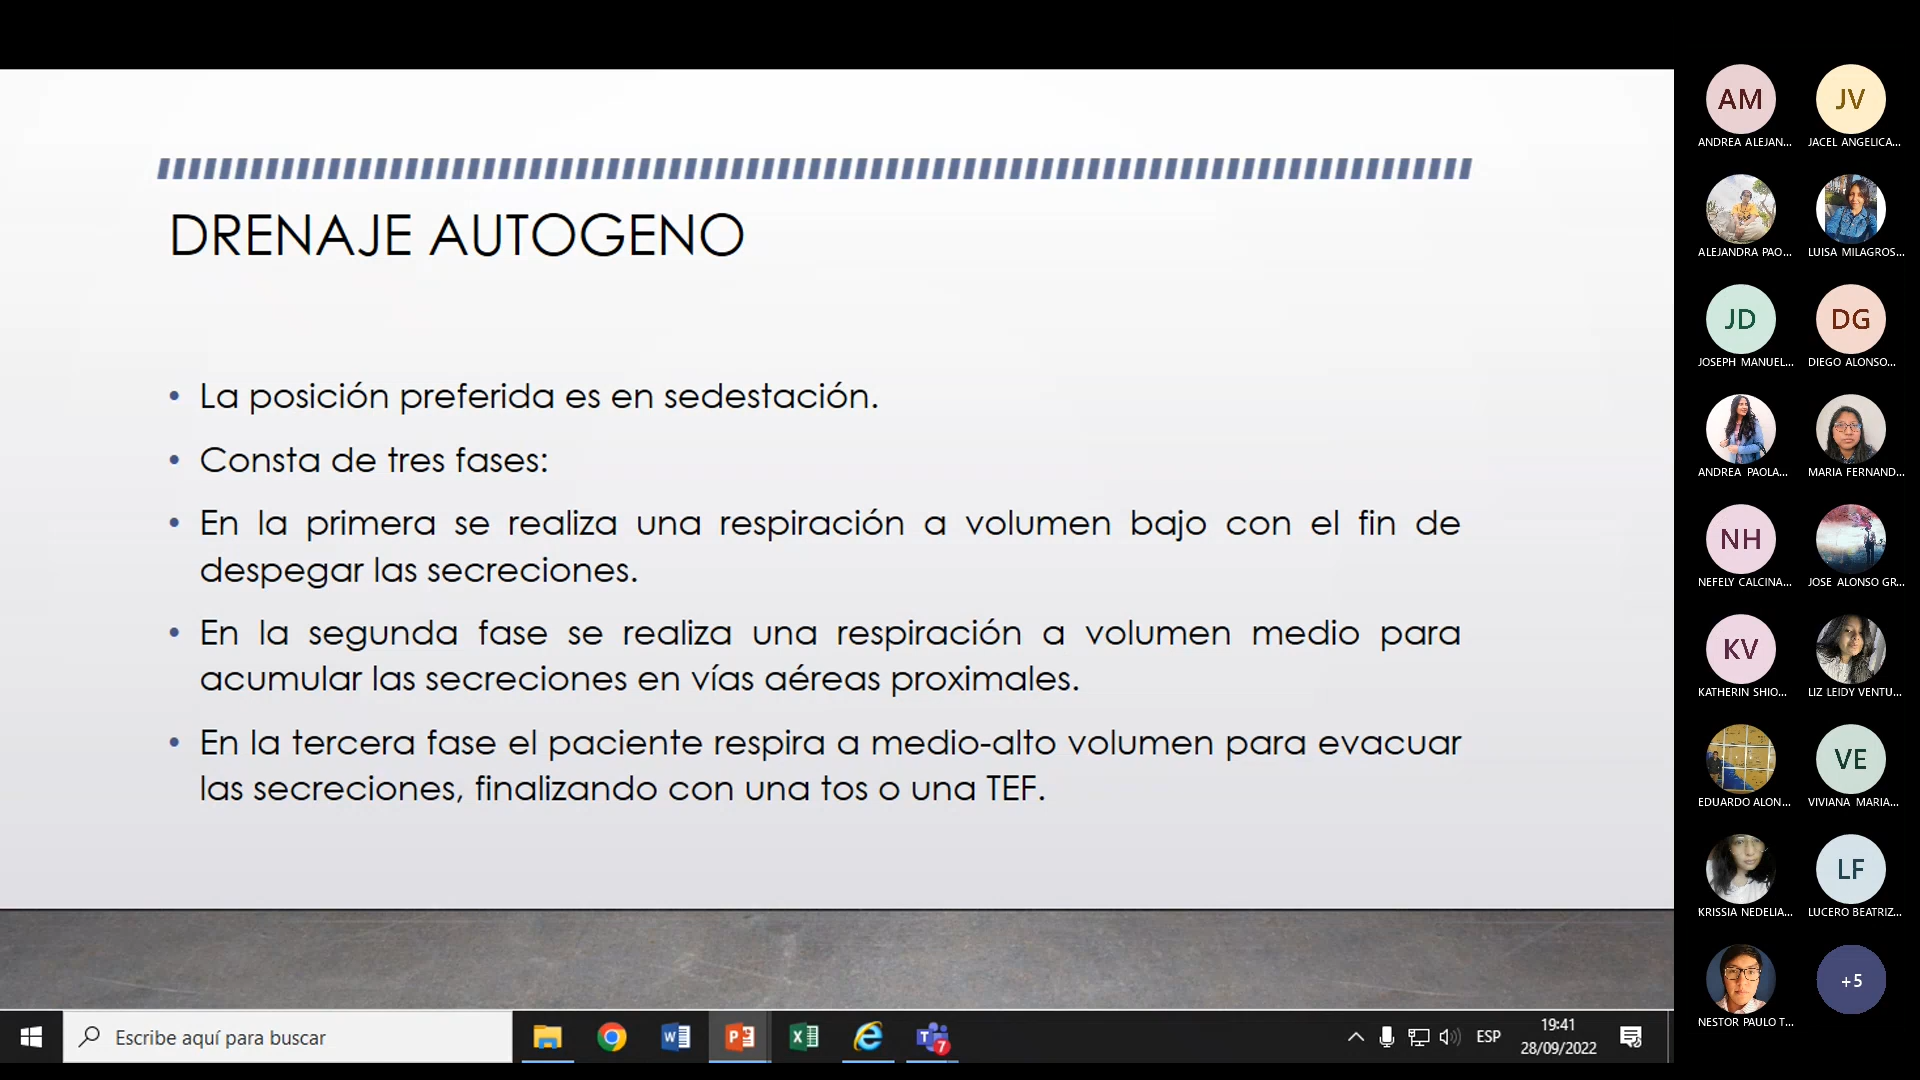 DRENAJE AUTOGENO
• La posición preferida es en sedestación.
• Consta de tres fases:
• En la primera se realiza una respiración a volumen bajo con el fin de
despegar las secreciones.
• En la segunda fase se realiza una respiración a volumen medio para
acumular las secreciones en vías aéreas proximales.
• En la tercera fase el paciente respira a medio-alto volumen para evacuar
las secreciones, finalizando con una tos o una TEF.
AM JV
ANDREA ALEJAN... JACEL ANGELICA...
ALEJANDRA PAO... LUISA MILAGROS...
JD DG
JOSEPH MANUEL... DIEGO ALONSO...
ANDREA PAOLA... MARIA FERNAND...
NH
NEFELY CALCINA... JOSE ALONSO GR...
KV
KATHERIN SHIO... LIZ LEIDY VENTU...
VE
EDUARDO ALON... VIVIANA MARIA...
LF
KRISSIA NEDELIA... LUCERO BEATRIZ...
+5
NESTOR PAULO T...
Escribe aquí para buscar
7
ESP
19:41
28/09/2022